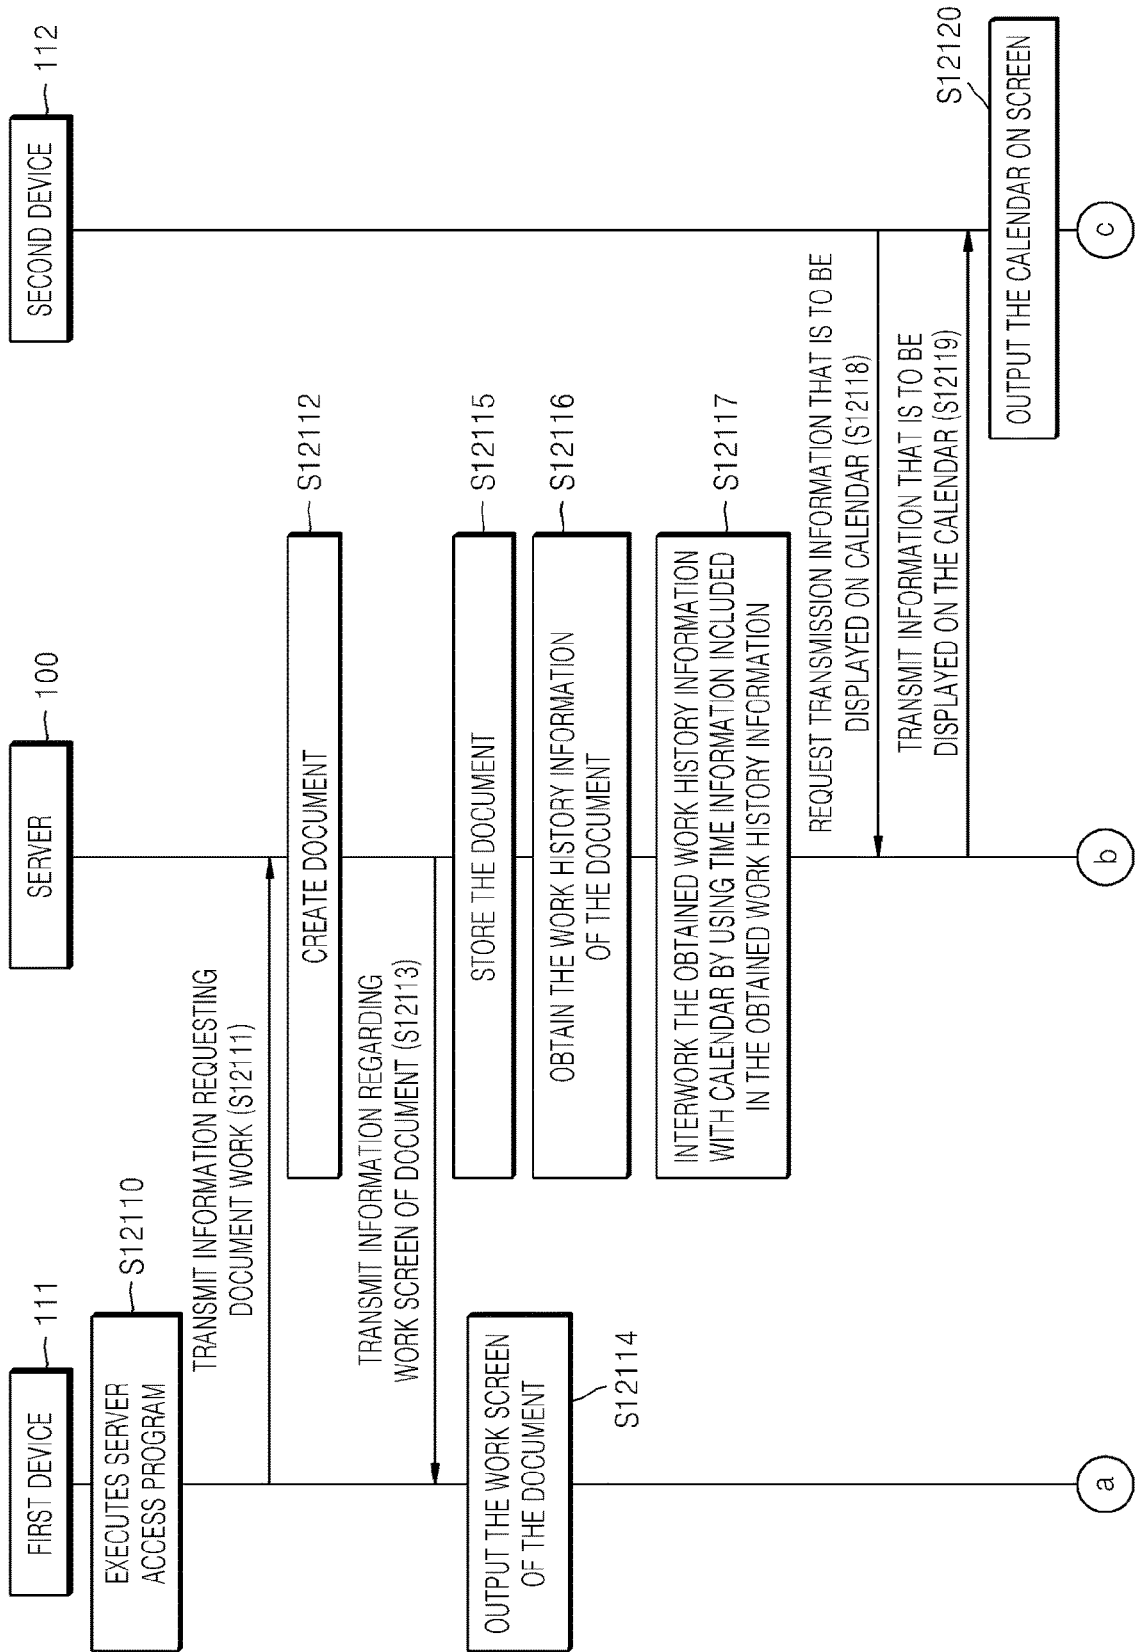 FIRST DEVICE
111
SERVER
100
SECOND DEVICE
112
EXECUTES SERVER
ACCESS PROGRAM
S12110
TRANSMIT INFORMATION REQUESTING
DOCUMENT WORK (S12111)
CREATE DOCUMENT
S12112
TRANSMIT INFORMATION REGARDING
WORK SCREEN OF DOCUMENT (S12113)
OUTPUT THE WORK SCREEN
OF THE DOCUMENT
S12114
STORE THE DOCUMENT
S12115
OBTAIN THE WORK HISTORY INFORMATION
OF THE DOCUMENT
S12116
INTERWORK THE OBTAINED WORK HISTORY INFORMATION
WITH CALENDAR BY USING TIME INFORMATION INCLUDED
IN THE OBTAINED WORK HISTORY INFORMATION
S12117
REQUEST TRANSMISSION INFORMATION THAT IS TO BE
DISPLAYED ON CALENDAR (S12118)
TRANSMIT INFORMATION THAT IS TO BE
DISPLAYED ON THE CALENDAR (S12119)
OUTPUT THE CALENDAR ON SCREEN
S12120
a
b
c